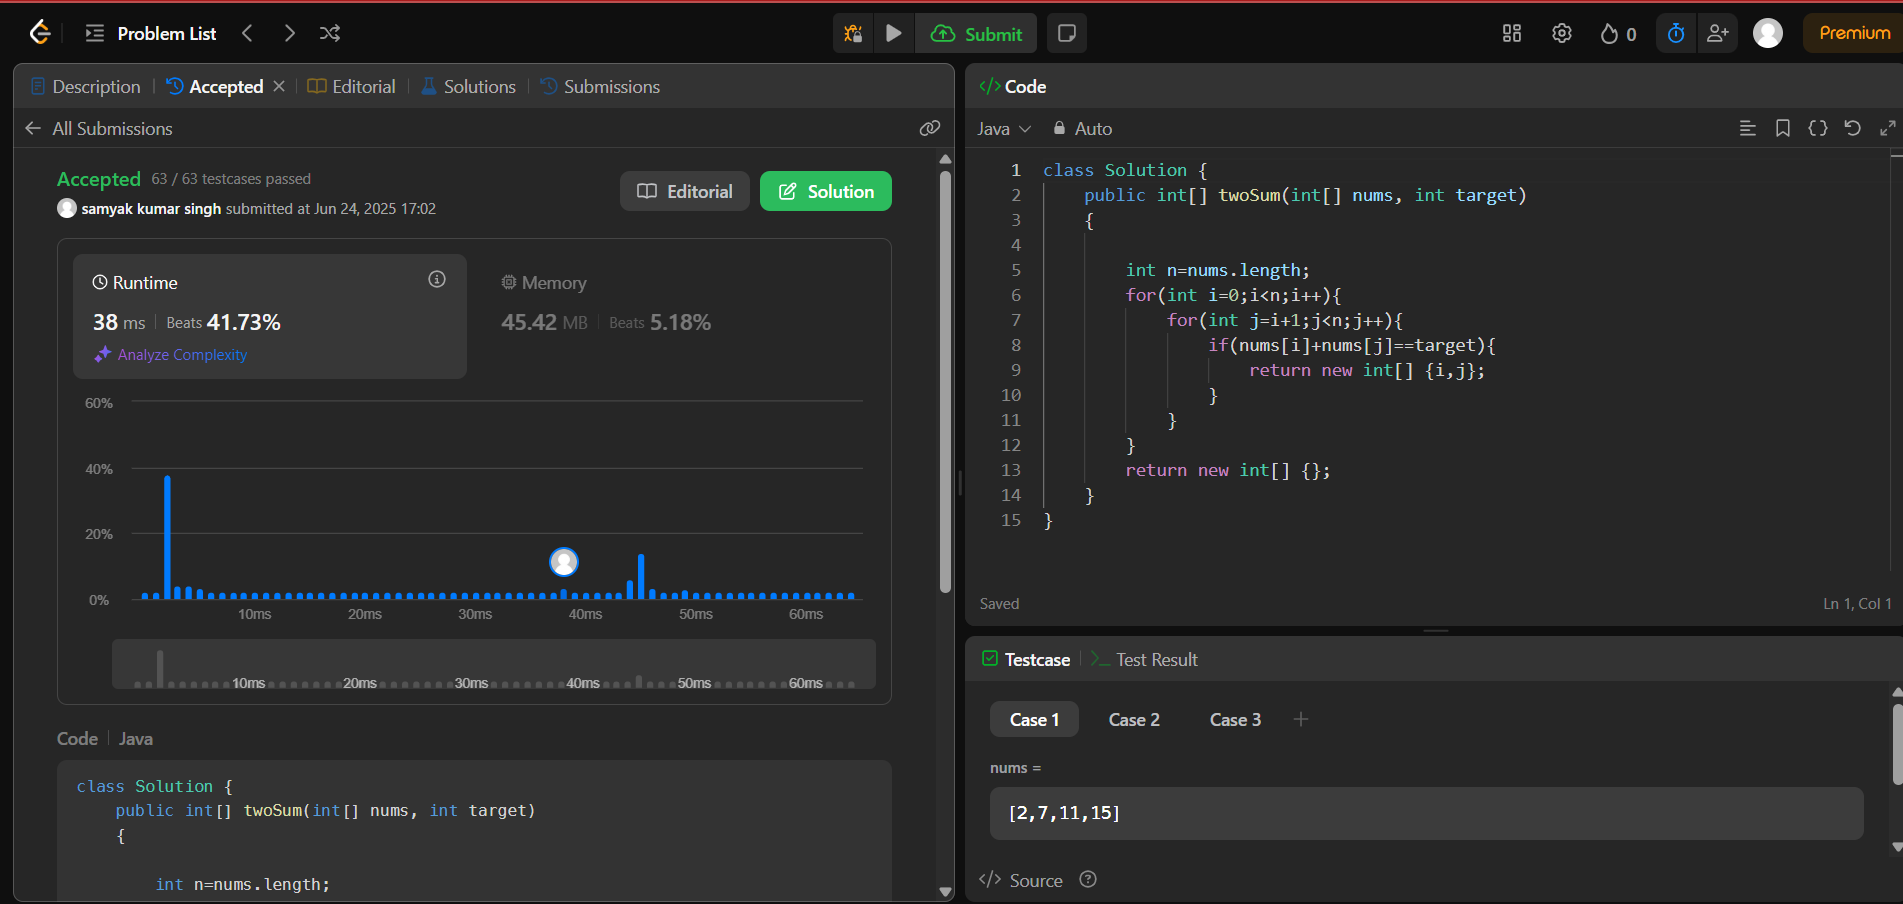 Problem List
Submit
0
Premium
Description
Accepted
Editorial
Solutions
Submissions
All Submissions
Accepted 63 / 63 testcases passed
samyak kumar singh submitted at Jun 24, 2025 17:02
Editorial
Solution
Runtime
38 ms
Beats 41.73%
Analyze Complexity
Memory
45.42 MB
Beats 5.18%
60%
40%
20%
0%
10ms 20ms 30ms 40ms 50ms 60ms
10ms 20ms 30ms 40ms 50ms 60ms
Code
Java
class Solution {
    public int[] twoSum(int[] nums, int target)
    {
        int n=nums.length;
Code
Java
Auto
1 class Solution {
2     public int[] twoSum(int[] nums, int target)
3     {
4
5         int n=nums.length;
6         for(int i=0;i<n;i++){
7             for(int j=i+1;j<n;j++){
8                 if(nums[i]+nums[j]==target){
9                     return new int[] {i,j};
10                 }
11             }
12         }
13         return new int[] {};
14     }
15 }
Saved
Ln 1, Col 1
Testcase
Test Result
Case 1
Case 2
Case 3
nums =
[2,7,11,15]
Source